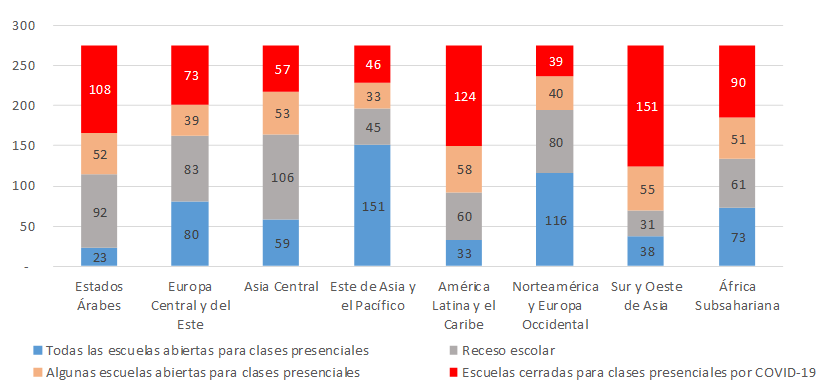 300
250
200
150
100
50
-
108
52
92
23
73
39
83
80
57
53
106
59
46
33
45
151
124
58
60
33
39
40
80
116
151
55
31
38
90
51
61
73
Estados
Árabes
Europa
Central y del
Este
Asia Central
Este de Asia y
el Pacífico
América
Latina y el
Caribe
Norteamérica
y Europa
Occidental
Sur y Oeste
de Asia
África
Subsahariana
Todas las escuelas abiertas para clases presenciales
Receso escolar
Algunas escuelas abiertas para clases presenciales
Escuelas cerradas para clases presenciales por COVID-19